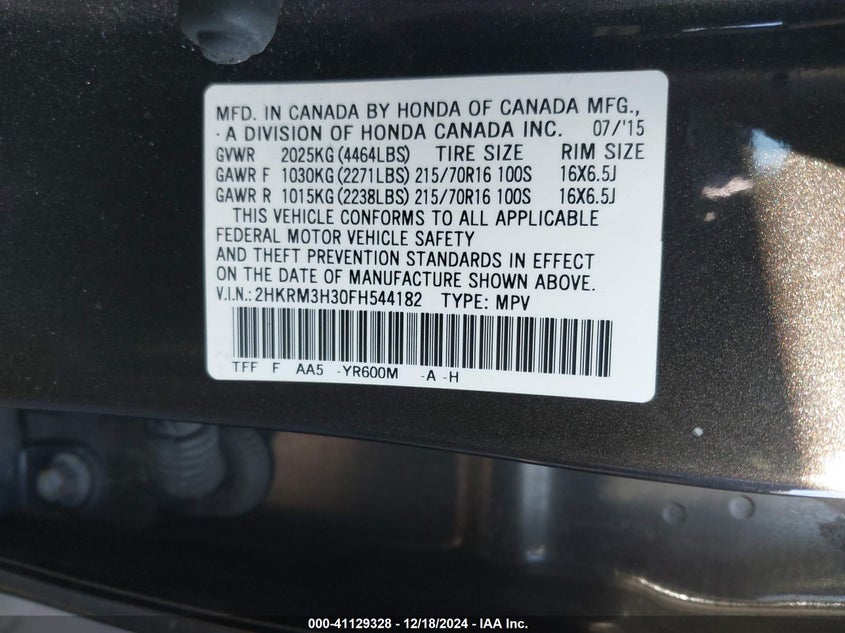 MFD. IN CANADA BY HONDA OF CANADA MFG.,
A DIVISION OF HONDA CANADA INC. 07/'15
GVWR 2025KG (4464LBS) TIRE SIZE RIM SIZE
GAWR F 1030KG (2271LBS) 215/70R16 100S 16X6.5J
GAWR R 1015KG (2238LBS) 215/70R16 100S 16X6.5J
THIS VEHICLE CONFORMS TO ALL APPLICABLE
FEDERAL MOTOR VEHICLE SAFETY
AND THEFT PREVENTION STANDARDS IN EFFECT
ON THE DATE OF MANUFACTURE SHOWN ABOVE.
V.I.N.: 2HKRM3H30FH544182 TYPE: MPV
TFF F AA5 -YR600M -A -H
000-41129328 - 12/18/2024 - IAA Inc.